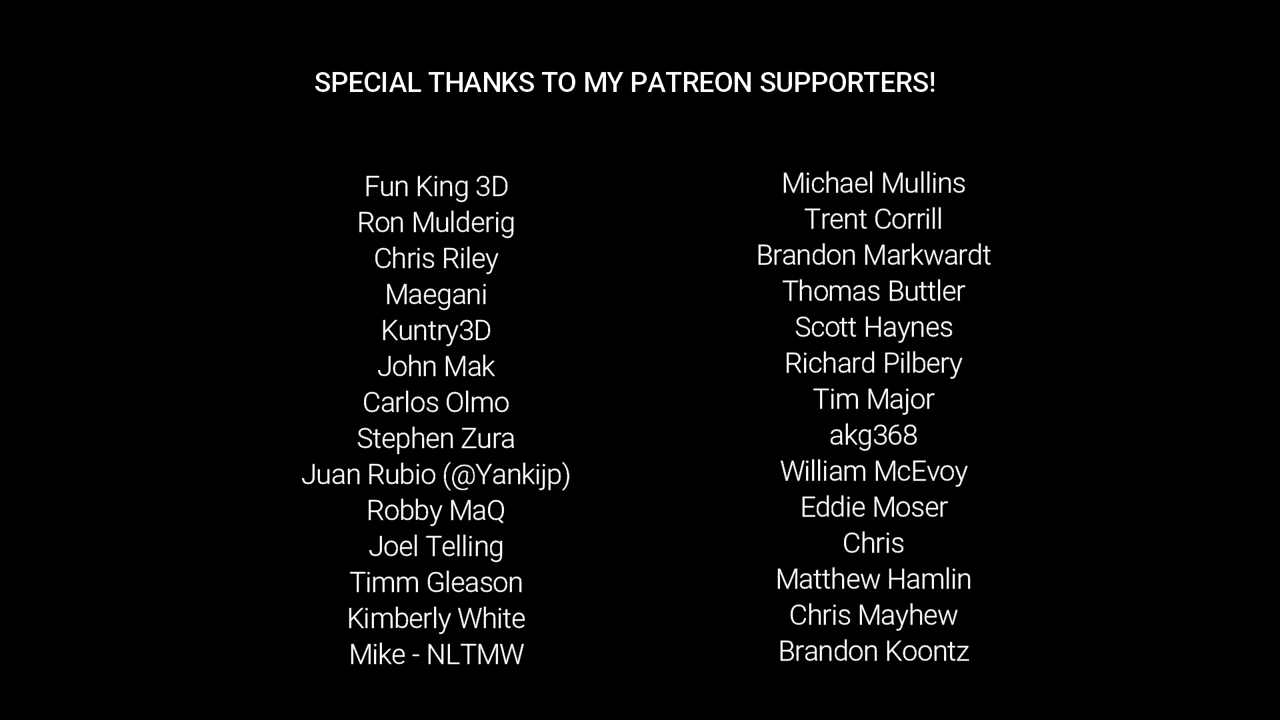 SPECIAL THANKS TO MY PATREON SUPPORTERS!
Fun King 3D
Ron Mulderig
Chris Riley
Maegani
Kuntry3D
John Mak
Carlos Olmo
Stephen Zura
Juan Rubio (@Yankijp)
Robby MaQ
Joel Telling
Timm Gleason
Kimberly White
Mike - NLTMW
Michael Mullins
Trent Corrill
Brandon Markwardt
Thomas Buttler
Scott Haynes
Richard Pilbery
Tim Major
akg368
William McEvoy
Eddie Moser
Chris
Matthew Hamlin
Chris Mayhew
Brandon Koontz